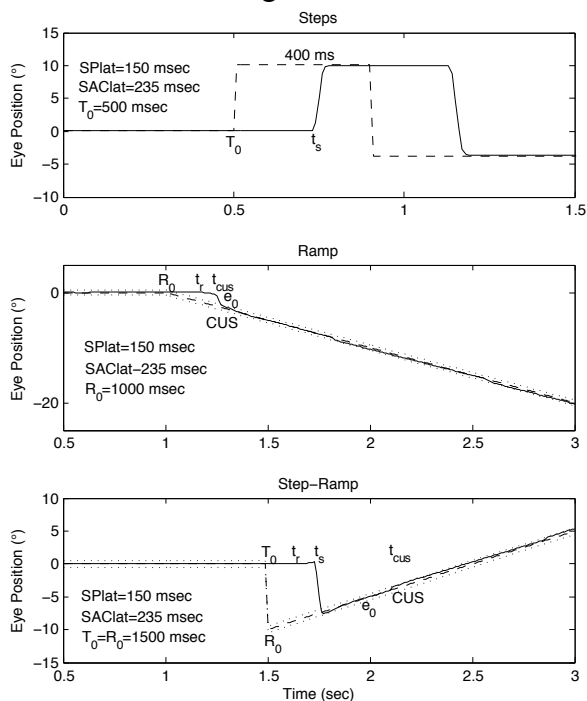 Steps
400 ms
SPlat=150 msec
SAClat=235 msec
T0=500 msec
T0
ts
Eye Position (°)
15
10
5
0
−5
−10
0
0.5
1
1.5
Ramp
R0
tr
tcus
e0
CUS
SPlat=150 msec
SAClat−235 msec
R0=1000 msec
Eye Position (°)
0
−20
0.5
1
1.5
2
2.5
3
Step−Ramp
T0
tr
ts
tcus
CUS
e0
R0
SPlat=150 msec
SAClat=235 msec
T0=R0=1500 msec
Eye Position (°)
10
5
0
−5
−10
−15
0.5
1
1.5
2
2.5
3
Time (sec)